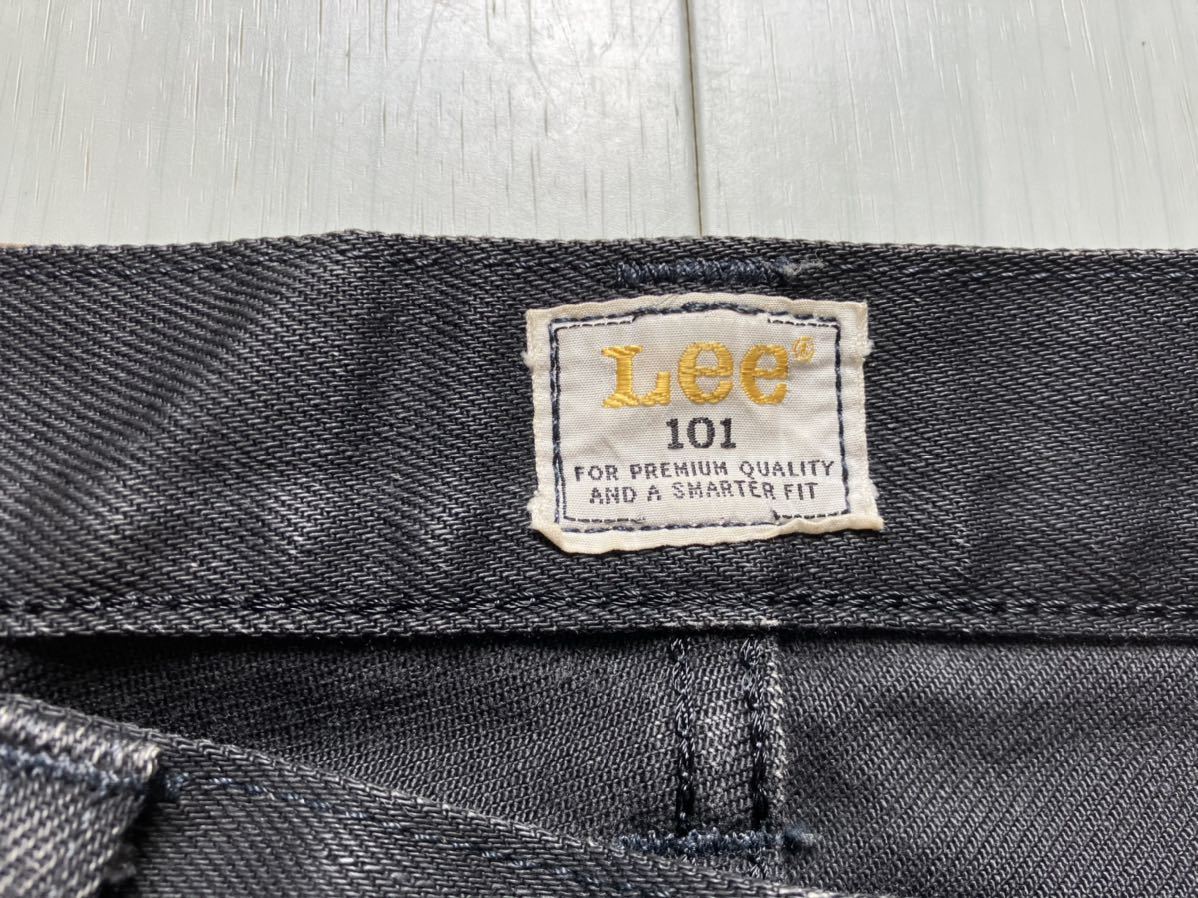 Lee®
101
FOR PREMIUM QUALITY
AND A SMARTER FIT